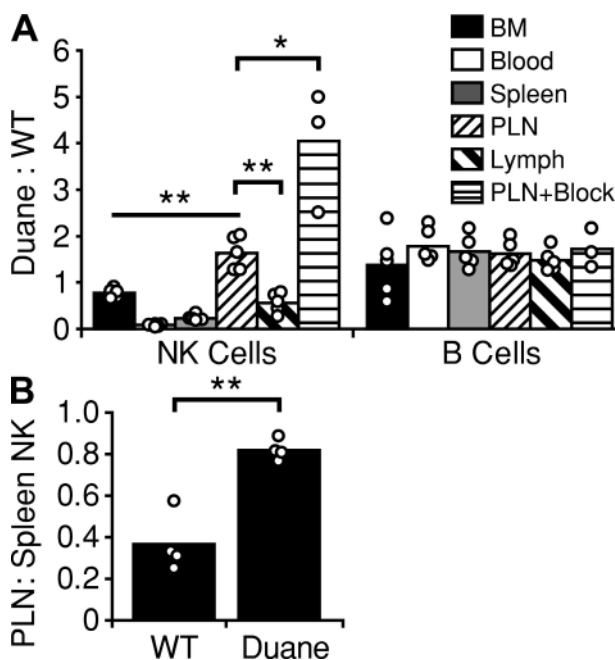 A
Duane : WT
6
5
4
3
2
1
0
*
**
**
BM
Blood
Spleen
PLN
Lymph
PLN+Block
NK Cells
B Cells
B
PLN: Spleen NK
1.0
0.8
0.6
0.4
0.2
0
**
WT
Duane